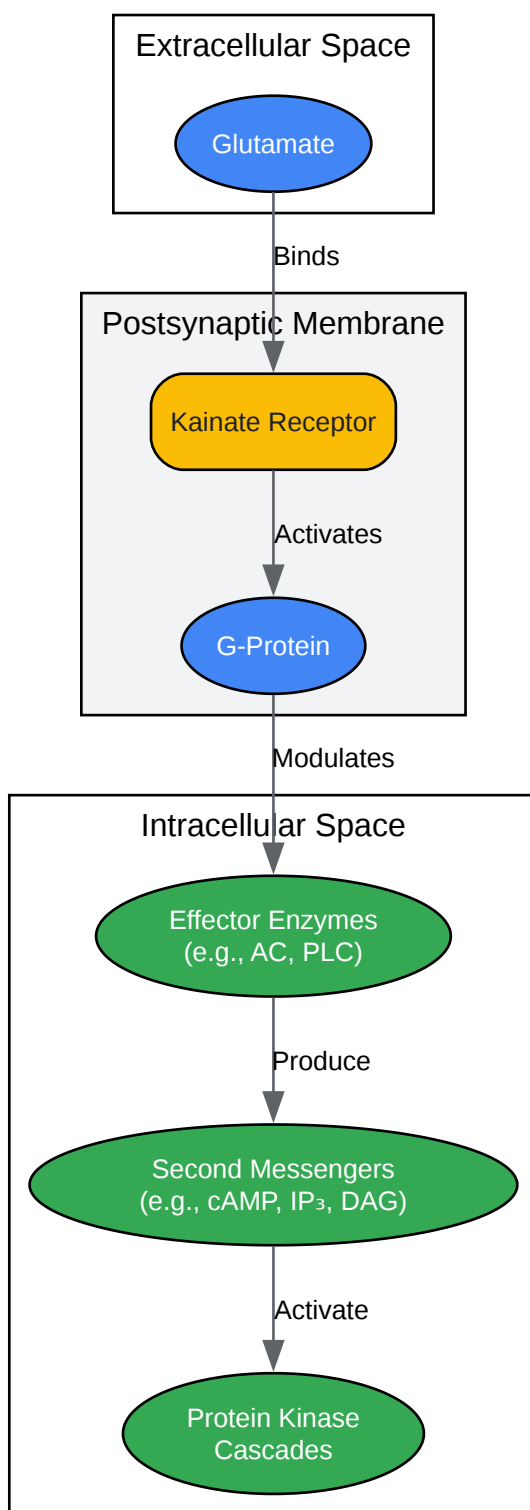 Extracellular Space
Glutamate
Binds
Postsynaptic Membrane
Kainate Receptor
Activates
G-Protein
Modulates
Intracellular Space
Effector Enzymes
(e.g., AC, PLC)
Produce
Second Messengers
(e.g., cAMP, IP₃, DAG)
Activate
Protein Kinase
Cascades